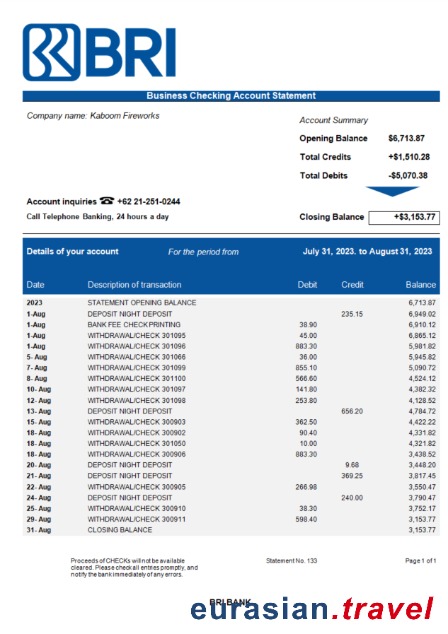 BRI
Business Checking Account Statement
Company name: Kaboom Fireworks
Account Summary
Opening Balance $6,713.87
Total Credits +$1,510.28
Total Debits -$5,070.38
Account inquiries ☎ +62 21-251-0244
Call Telephone Banking, 24 hours a day
Closing Balance +$3,153.77
Details of your account For the period from July 31, 2023. to August 31, 2023
Date Description of transaction Debit Credit Balance
2023 STATEMENT OPENING BALANCE 6,713.87
1-Aug DEPOSIT NIGHT DEPOSIT 235.15 6,949.02
1-Aug BANK FEE CHECKPRINTING 38.90 6,910.12
1-Aug WITHDRAWAL/CHECK 301095 45.00 6,865.12
1-Aug WITHDRAWAL/CHECK 301096 883.30 5,981.82
5- Aug WITHDRAWAL/CHECK 301066 36.00 5,945.82
7- Aug WITHDRAWAL/CHECK 301099 855.10 5,090.72
8- Aug WITHDRAWAL/CHECK 301100 566.60 4,524.12
10- Aug WITHDRAWAL/CHECK 301097 141.80 4,382.32
12- Aug WITHDRAWAL/CHECK 301098 253.80 4,128.52
13- Aug DEPOSIT NIGHT DEPOSIT 656.20 4,784.72
15- Aug WITHDRAWAL/CHECK 300903 362.50 4,422.22
18- Aug WITHDRAWAL/CHECK 300902 90.40 4,331.82
18- Aug WITHDRAWAL/CHECK 301050 10.00 4,321.82
18- Aug WITHDRAWAL/CHECK 300906 883.30 3,438.52
20- Aug DEPOSIT NIGHT DEPOSIT 9.68 3,448.20
21- Aug DEPOSIT NIGHT DEPOSIT 369.25 3,817.45
22- Aug WITHDRAWAL/CHECK 300905 266.98 3,550.47
24- Aug DEPOSIT NIGHT DEPOSIT 240.00 3,790.47
25- Aug WITHDRAWAL/CHECK 300910 38.30 3,752.17
29- Aug WITHDRAWAL/CHECK 300911 598.40 3,153.77
31- Aug CLOSING BALANCE 3,153.77
Proceeds of CHECKs will not be available Statement No. 133 Page 1 of 1
cleared. Please check all entries promptly, and
notify the bank immediately of any errors.
BRI BANK
eurasian.travel